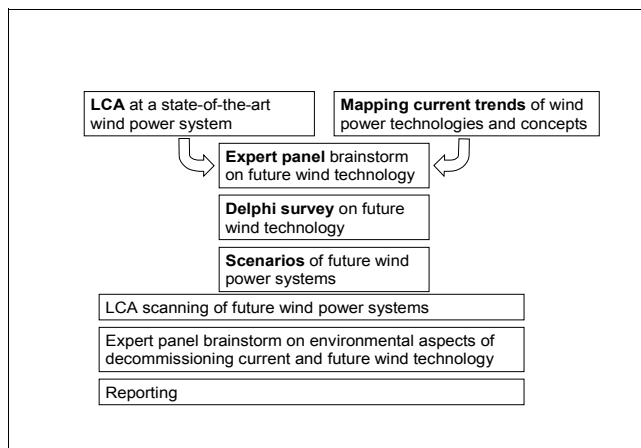 LCA at a state-of-the-art
wind power system
Mapping current trends of wind
power technologies and concepts
Expert panel brainstorm
on future wind technology
Delphi survey on future
wind technology
Scenarios of future wind
power systems
LCA scanning of future wind power systems
Expert panel brainstorm on environmental aspects of
decommissioning current and future wind technology
Reporting